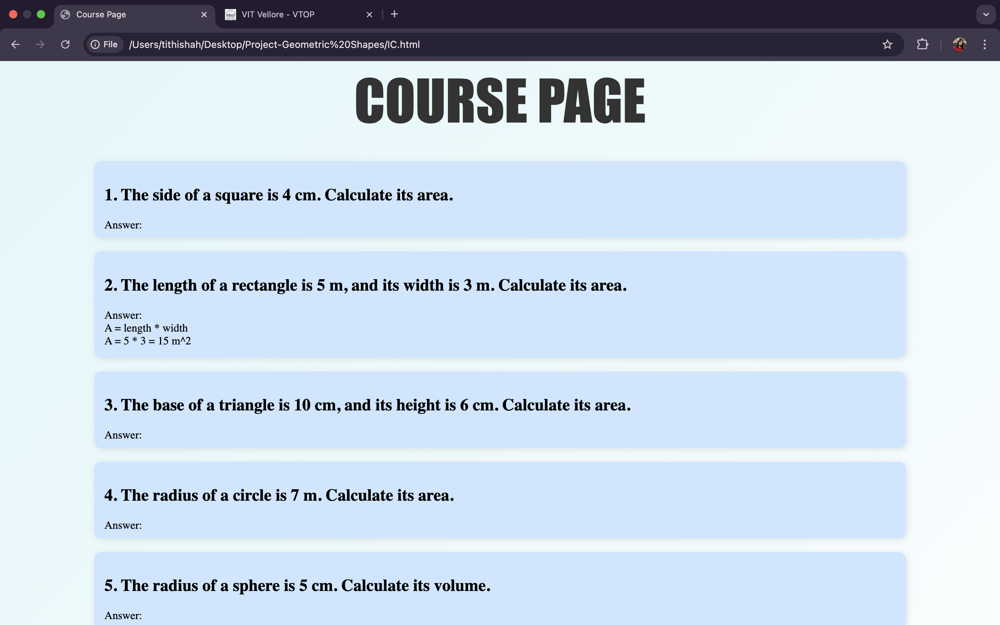 Course Page
VIT Vellore - VTOP
File
/Users/tithishah/Desktop/Project-Geometric%20Shapes/IC.html
COURSE PAGE
1. The side of a square is 4 cm. Calculate its area.
Answer:
2. The length of a rectangle is 5 m, and its width is 3 m. Calculate its area.
Answer:
A = length * width
A = 5 * 3 = 15 m^2
3. The base of a triangle is 10 cm, and its height is 6 cm. Calculate its area.
Answer:
4. The radius of a circle is 7 m. Calculate its area.
Answer:
5. The radius of a sphere is 5 cm. Calculate its volume.
Answer: